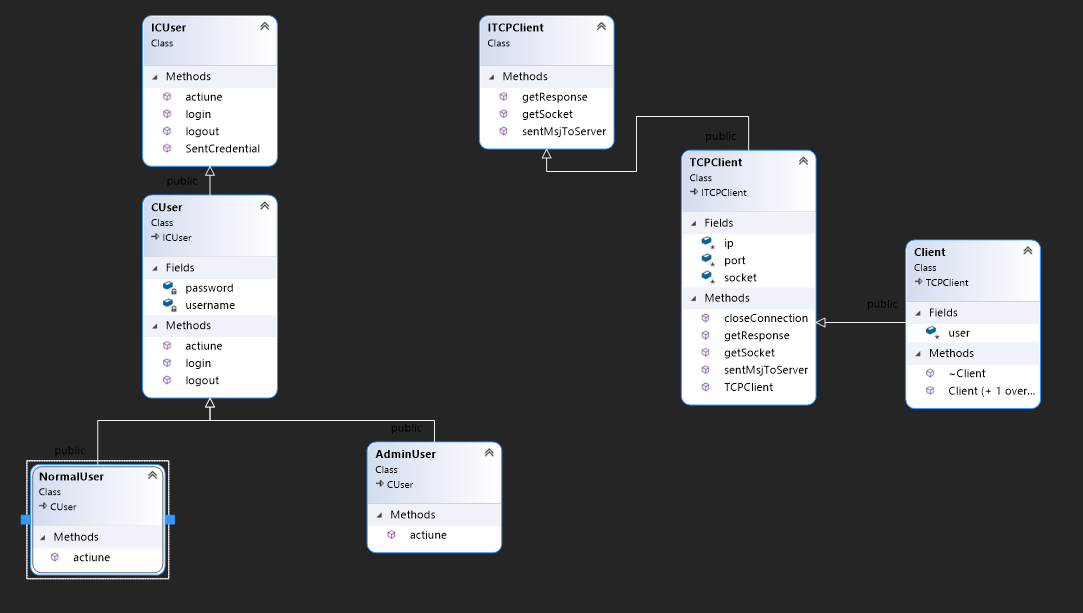 ICUser
Class
Methods
actiune
login
logout
SentCredential
public
CUser
Class
ICUser
Fields
password
username
Methods
actiune
login
logout
public
NormalUser
Class
CUser
Methods
actiune
public
AdminUser
Class
CUser
Methods
actiune
ITCPClient
Class
Methods
getResponse
getSocket
sentMsjToServer
public
TCPClient
Class
ITCPClient
Fields
ip
port
socket
Methods
closeConnection
getResponse
getSocket
sentMsjToServer
TCPClient
public
Client
Class
TCPClient
Fields
user
Methods
~Client
Client (+ 1 over...